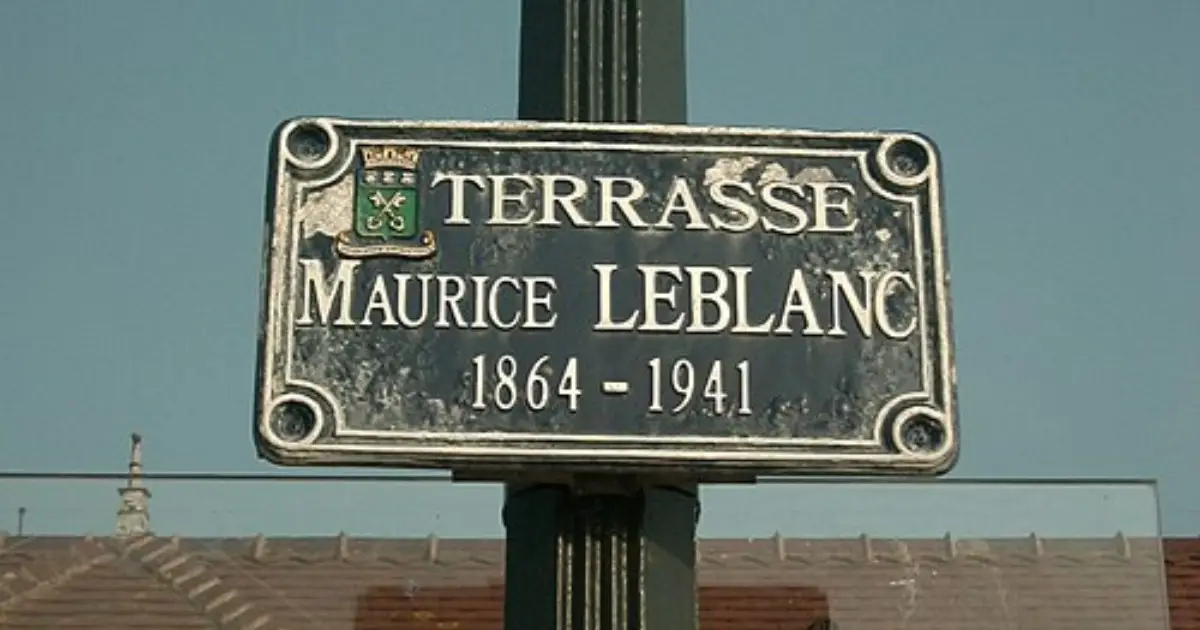 TERRASSE
MAURICE LEBLANC
1864 - 1941